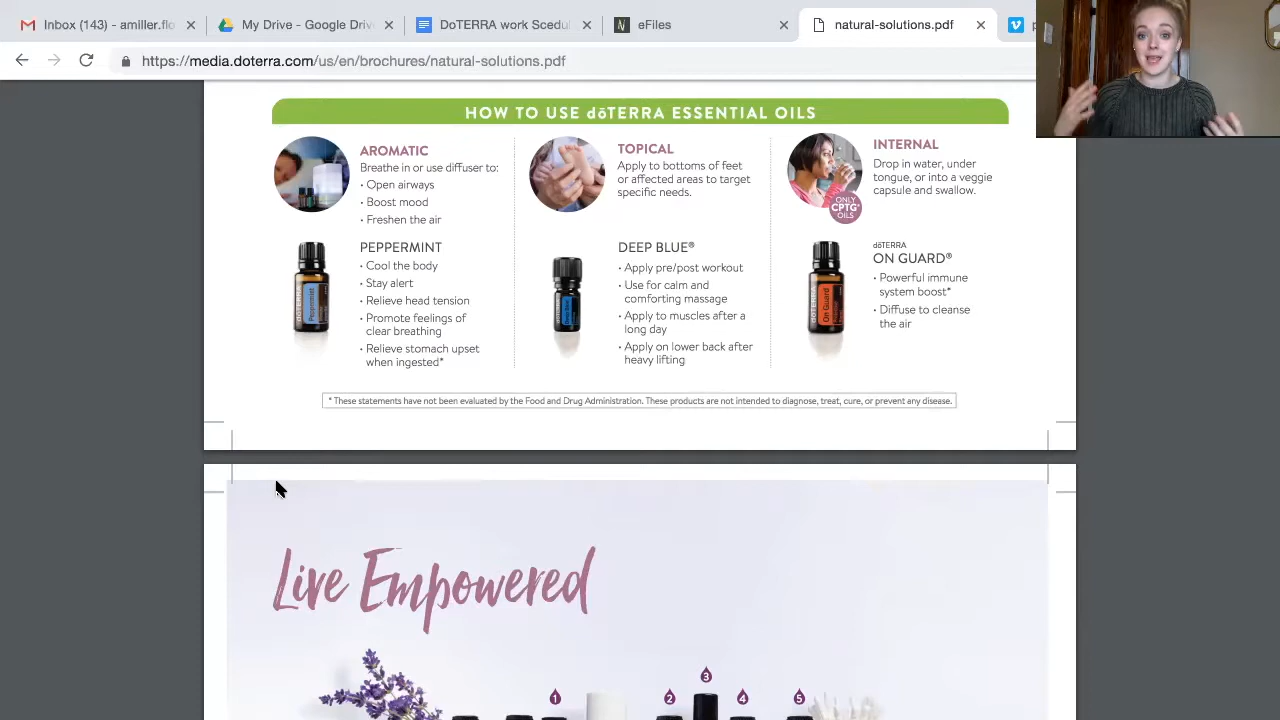 Inbox (143) - amiller.flo
My Drive - Google Driv
DoTERRA work Scedul
eFiles
natural-solutions.pdf
https://media.doterra.com/us/en/brochures/natural-solutions.pdf
HOW TO USE dōTERRA ESSENTIAL OILS
AROMATIC
Breathe in or use diffuser to:
· Open airways
· Boost mood
· Freshen the air
PEPPERMINT
· Cool the body
· Stay alert
· Relieve head tension
· Promote feelings of
clear breathing
· Relieve stomach upset
when ingested*
TOPICAL
Apply to bottoms of feet
or affected areas to target
specific needs.
DEEP BLUE®
· Apply pre/post workout
· Use for calm and
comforting massage
· Apply to muscles after a
long day
· Apply on lower back after
heavy lifting
INTERNAL
Drop in water, under
tongue, or into a veggie
capsule and swallow.
ONLY
CPTG®
OILS
dōTERRA
ON GUARD®
· Powerful immune
system boost*
· Diffuse to cleanse
the air
dōTERRA
Peppermint
Deep Blue
dōTERRA
On Guard
* These statements have not been evaluated by the Food and Drug Administration. These products are not intended to diagnose, treat, cure, or prevent any disease.
Live Empowered
1
2
3
4
5